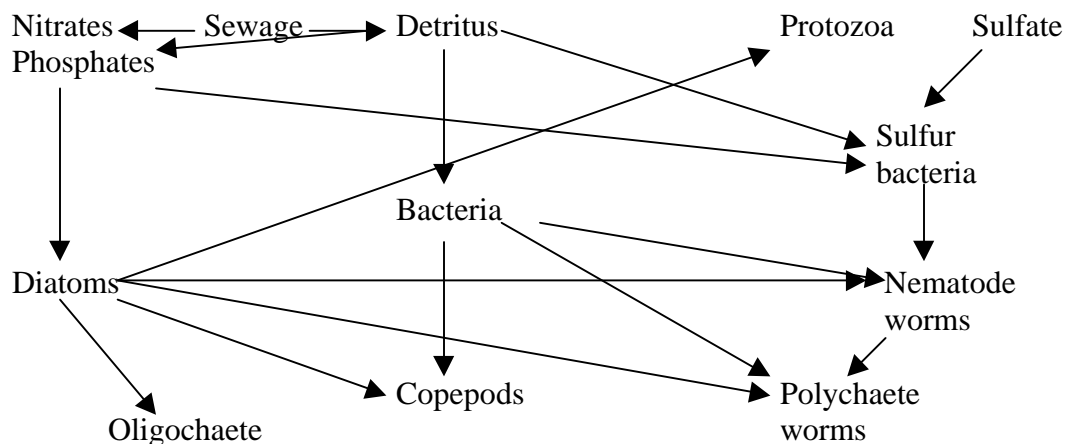 Nitrates
Phosphates
Sewage
Detritus
Protozoa
Sulfate
Sulfur
bacteria
Bacteria
Diatoms
Nematode
worms
Copepods
Polychaete
worms
Oligochaete